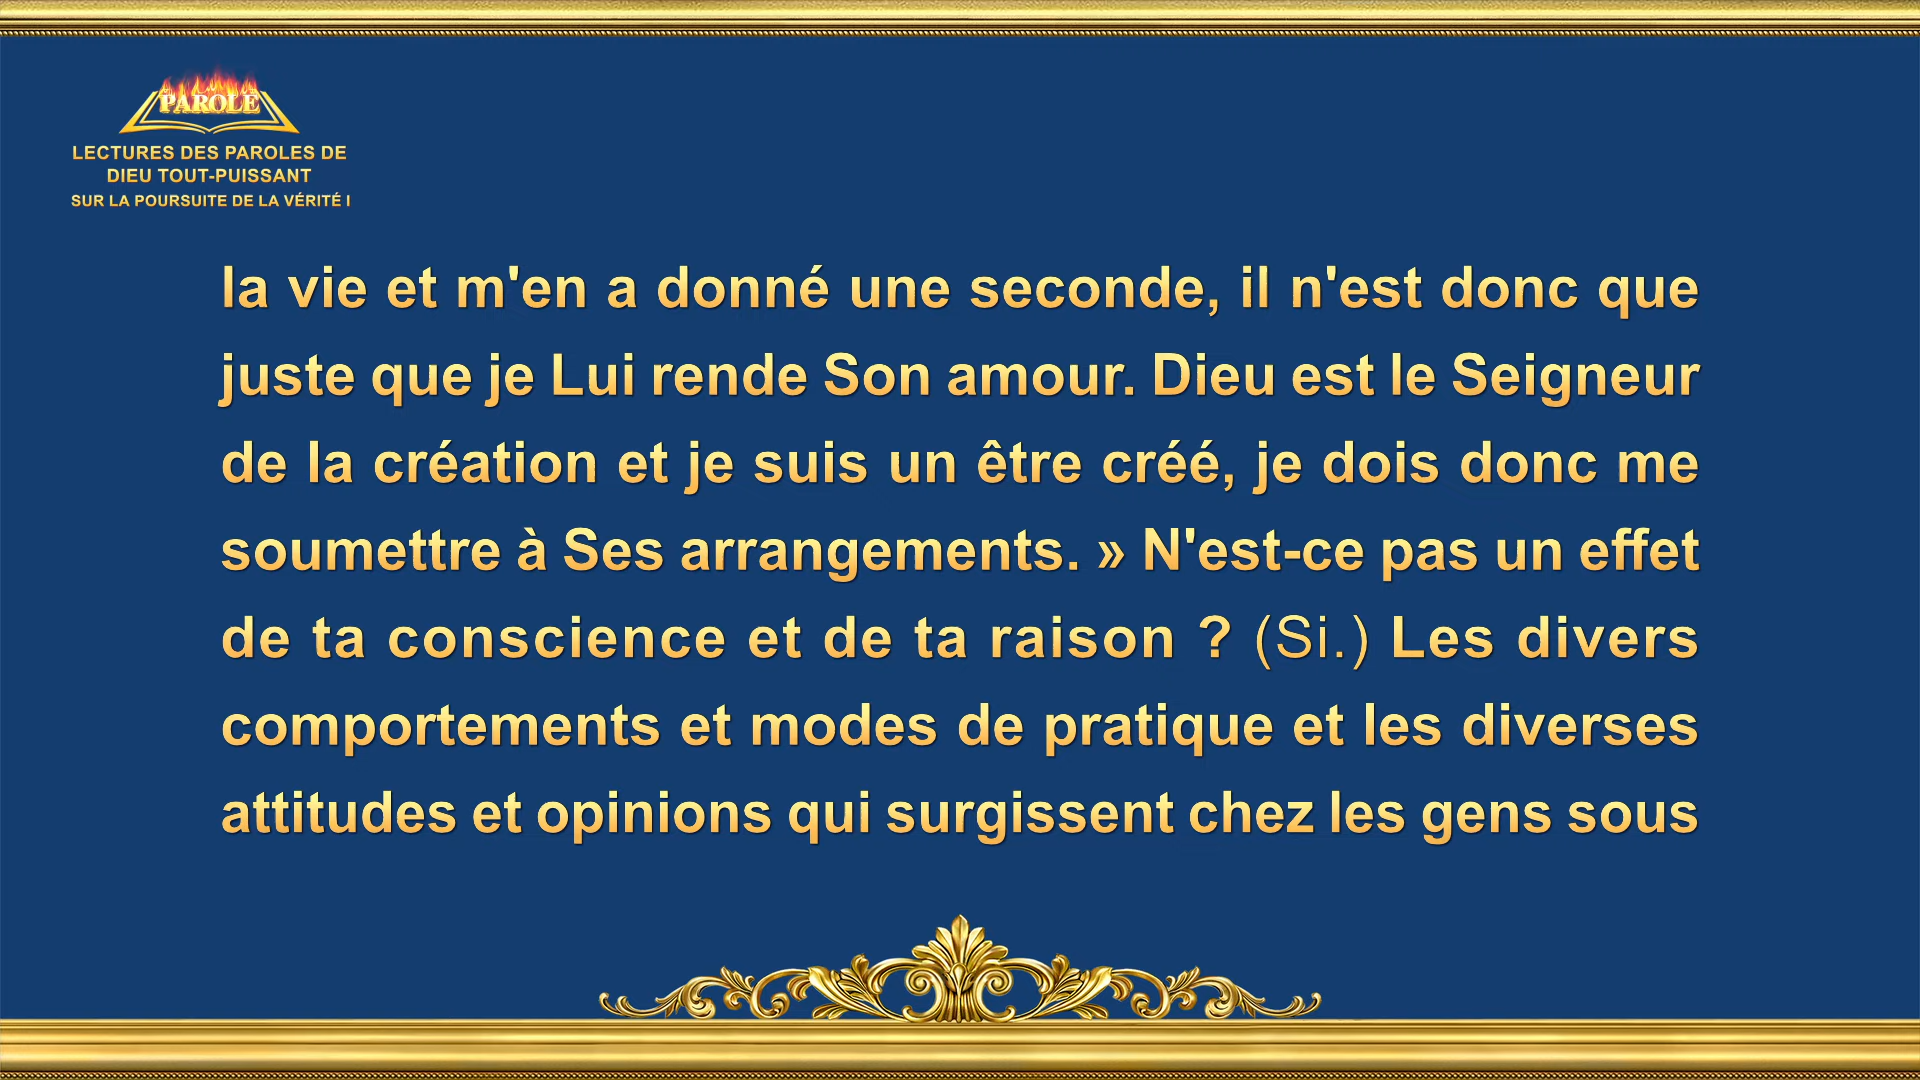 PAROLE
LECTURES DES PAROLES DE
DIEU TOUT-PUISSANT
SUR LA POURSUITE DE LA VÉRITÉ I
la vie et m'en a donné une seconde, il n'est donc que
juste que je Lui rende Son amour. Dieu est le Seigneur
de la création et je suis un être créé, je dois donc me
soumettre à Ses arrangements. » N'est-ce pas un effet
de ta conscience et de ta raison ? (Si.) Les divers
comportements et modes de pratique et les diverses
attitudes et opinions qui surgissent chez les gens sous